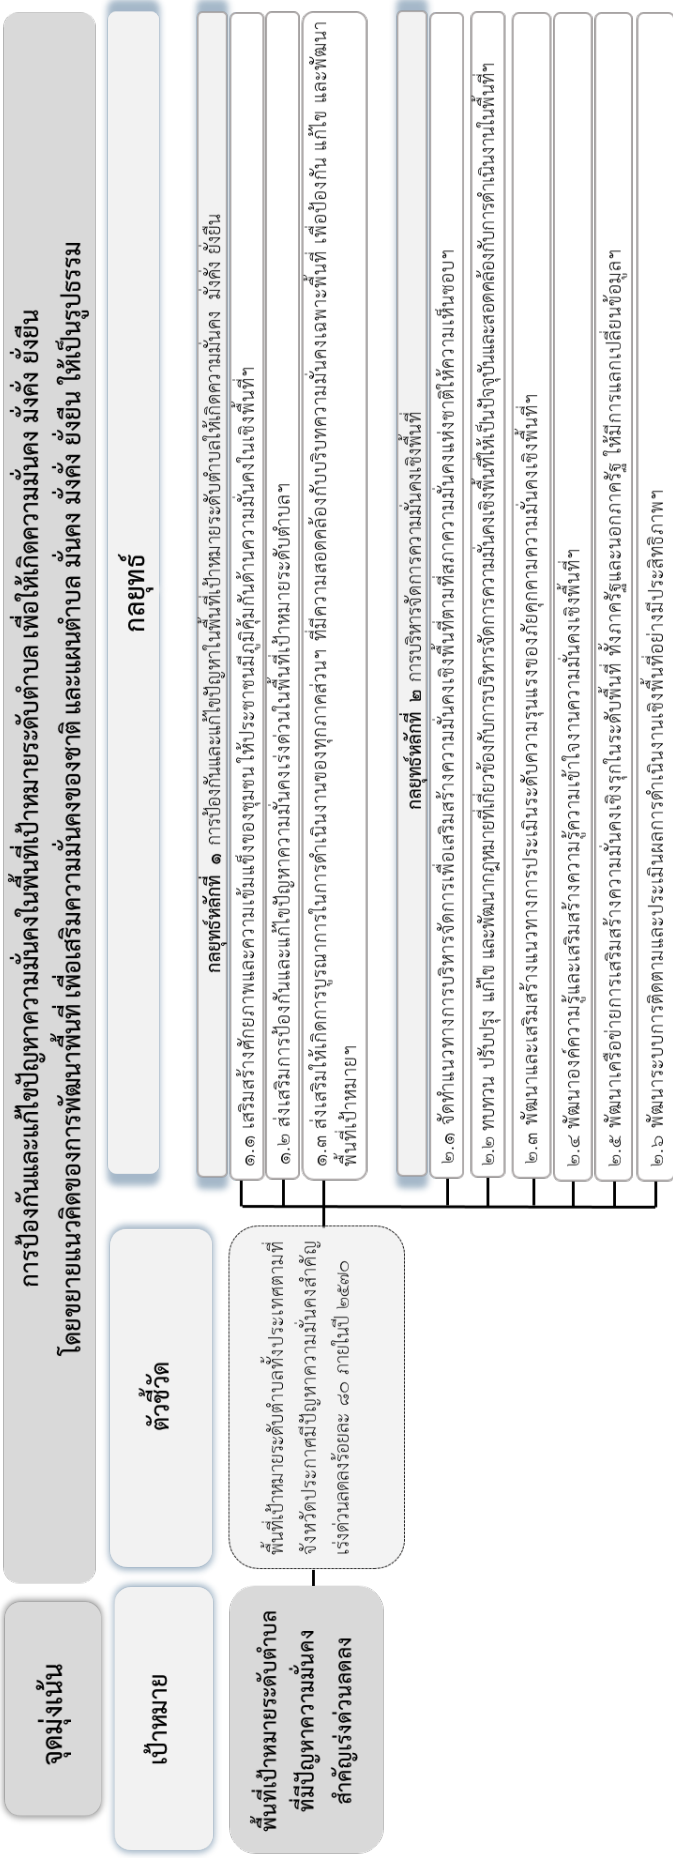 จุดมุ่งเน้น
การป้องกันและแก้ไขปัญหาความมั่นคงในพื้นที่เป้าหมายระดับตำบล เพื่อให้เกิดความมั่นคง มั่งคั่ง ยั่งยืน
โดยขยายแนวคิดของการพัฒนาพื้นที่ เพื่อเสริมความมั่นคงของชาติ และแผนตำบล มั่นคง มั่งคั่ง ยั่งยืน ให้เป็นรูปธรรม
เป้าหมาย
ตัวชี้วัด
กลยุทธ์
พื้นที่เป้าหมายระดับตำบล
ที่มีปัญหาความมั่นคง
สำคัญเร่งด่วนลดลง
พื้นที่เป้าหมายระดับตำบลทั้งประเทศตามที่
จังหวัดประกาศมีปัญหาความมั่นคงสำคัญ
เร่งด่วนลดลงร้อยละ ๘๐ ภายในปี ๒๕๗๐
กลยุทธ์หลักที่ ๑ การป้องกันและแก้ไขปัญหาในพื้นที่เป้าหมายระดับตำบลให้เกิดความมั่นคง มั่งคั่ง ยั่งยืน
๑.๑ เสริมสร้างศักยภาพและความเข้มแข็งของชุมชน ให้ประชาชนมีภูมิคุ้มกันด้านความมั่นคงในเชิงพื้นที่ฯ
๑.๒ ส่งเสริมการป้องกันและแก้ไขปัญหาความมั่นคงเร่งด่วนในพื้นที่เป้าหมายระดับตำบลฯ
๑.๓ ส่งเสริมให้เกิดการบูรณาการในการดำเนินงานของทุกภาคส่วนฯ ที่มีความสอดคล้องกับบริบทความมั่นคงเฉพาะพื้นที่ เพื่อป้องกัน แก้ไข และพัฒนา
พื้นที่เป้าหมายฯ
กลยุทธ์หลักที่ ๒ การบริหารจัดการความมั่นคงเชิงพื้นที่
๒.๑ จัดทำแนวทางการบริหารจัดการเพื่อเสริมสร้างความมั่นคงเชิงพื้นที่ตามที่สภาความมั่นคงแห่งชาติให้ความเห็นชอบฯ
๒.๒ ทบทวน ปรับปรุง แก้ไข และพัฒนากฎหมายที่เกี่ยวข้องกับการบริหารจัดการความมั่นคงเชิงพื้นที่ให้เป็นปัจจุบันและสอดคล้องกับการดำเนินงานในพื้นที่ฯ
๒.๓ พัฒนาและเสริมสร้างแนวทางการประเมินระดับความรุนแรงของภัยคุกคามความมั่นคงเชิงพื้นที่ฯ
๒.๔ พัฒนาองค์ความรู้และเสริมสร้างความรู้ความเข้าใจงานความมั่นคงเชิงพื้นที่ฯ
๒.๕ พัฒนาเครือข่ายการเสริมสร้างความมั่นคงเชิงรุกในระดับพื้นที่ ทั้งภาครัฐและนอกภาครัฐ ให้มีการแลกเปลี่ยนข้อมูลฯ
๒.๖ พัฒนาระบบการติดตามและประเมินผลการดำเนินงานเชิงพื้นที่อย่างมีประสิทธิภาพฯ